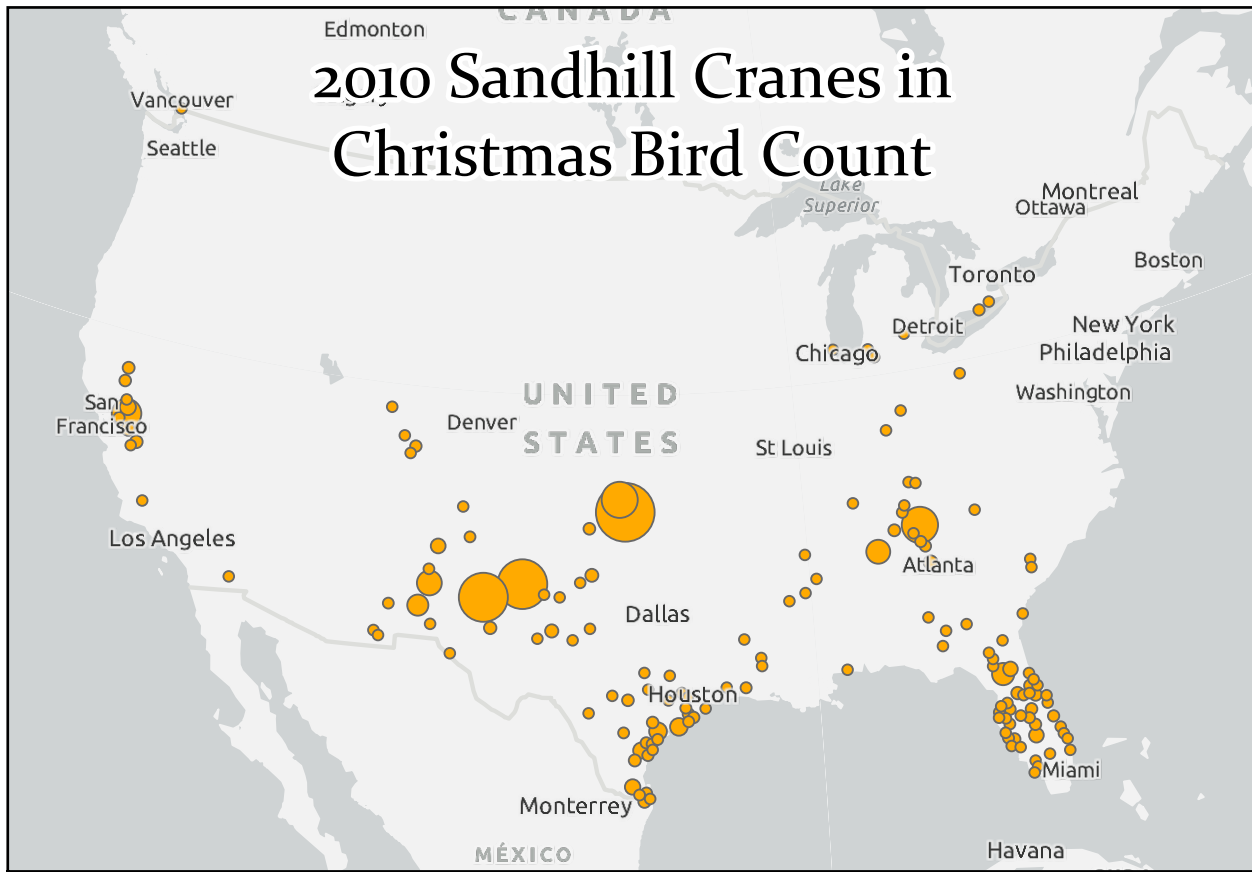 CANADA
Edmonton
2010 Sandhill Cranes in
Vancouver
Christmas Bird Count
Seattle
Lake
Superior
Montreal
Ottawa
Boston
Toronto
Detroit
New York
Chicago
Philadelphia
UNITED
STATES
Washington
San
Francisco
Denver
St Louis
Los Angeles
Atlanta
Dallas
Houston
Miami
Monterrey
MÉXICO
Havana